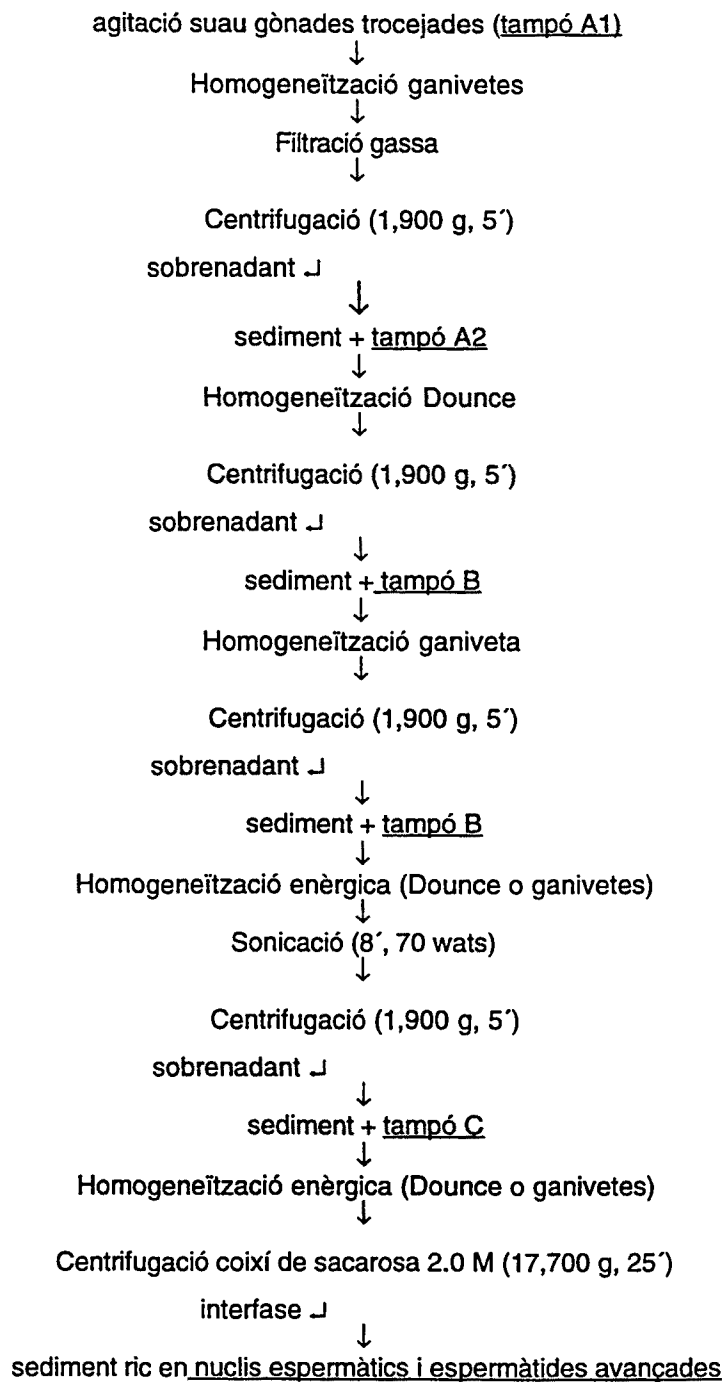 agitació suau gònades trocejades (tampó A1)
↓
Homogeneïtzació ganivetes
↓
Filtració gassa
↓
Centrifugació (1,900 g, 5´)
sobrenadant ↲
↓
sediment + tampó A2
↓
Homogeneïtzació Dounce
↓
Centrifugació (1,900 g, 5´)
sobrenadant ↲
↓
sediment + tampó B
↓
Homogeneïtzació ganiveta
↓
Centrifugació (1,900 g, 5´)
sobrenadant ↲
↓
sediment + tampó B
↓
Homogeneïtzació enèrgica (Dounce o ganivetes)
↓
Sonicació (8´, 70 wats)
↓
Centrifugació (1,900 g, 5´)
sobrenadant ↲
↓
sediment + tampó C
↓
Homogeneïtzació enèrgica (Dounce o ganivetes)
↓
Centrifugació coixí de sacarosa 2.0 M (17,700 g, 25´)
interfase ↲
↓
sediment ric en nuclis espermàtics i espermàtides avançades